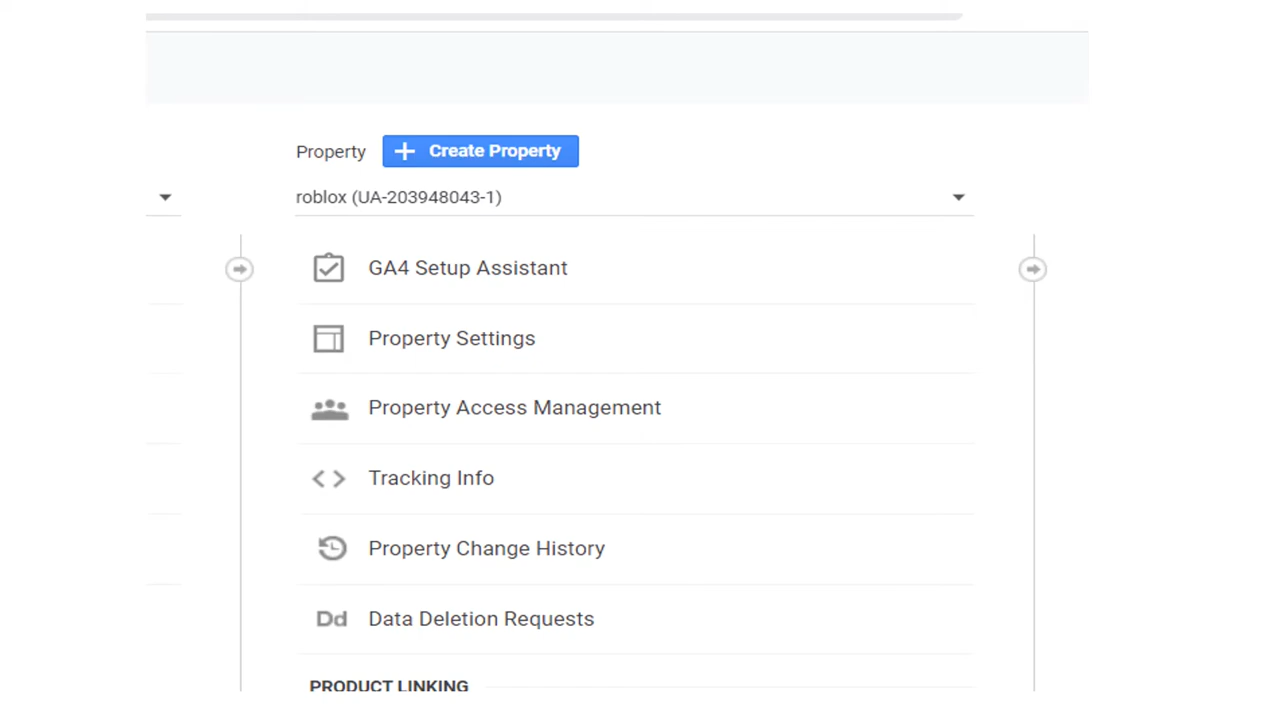 Property
+ Create Property
roblox (UA-203948043-1)
GA4 Setup Assistant
Property Settings
Property Access Management
Tracking Info
Property Change History
Dd Data Deletion Requests
PRODUCT LINKING